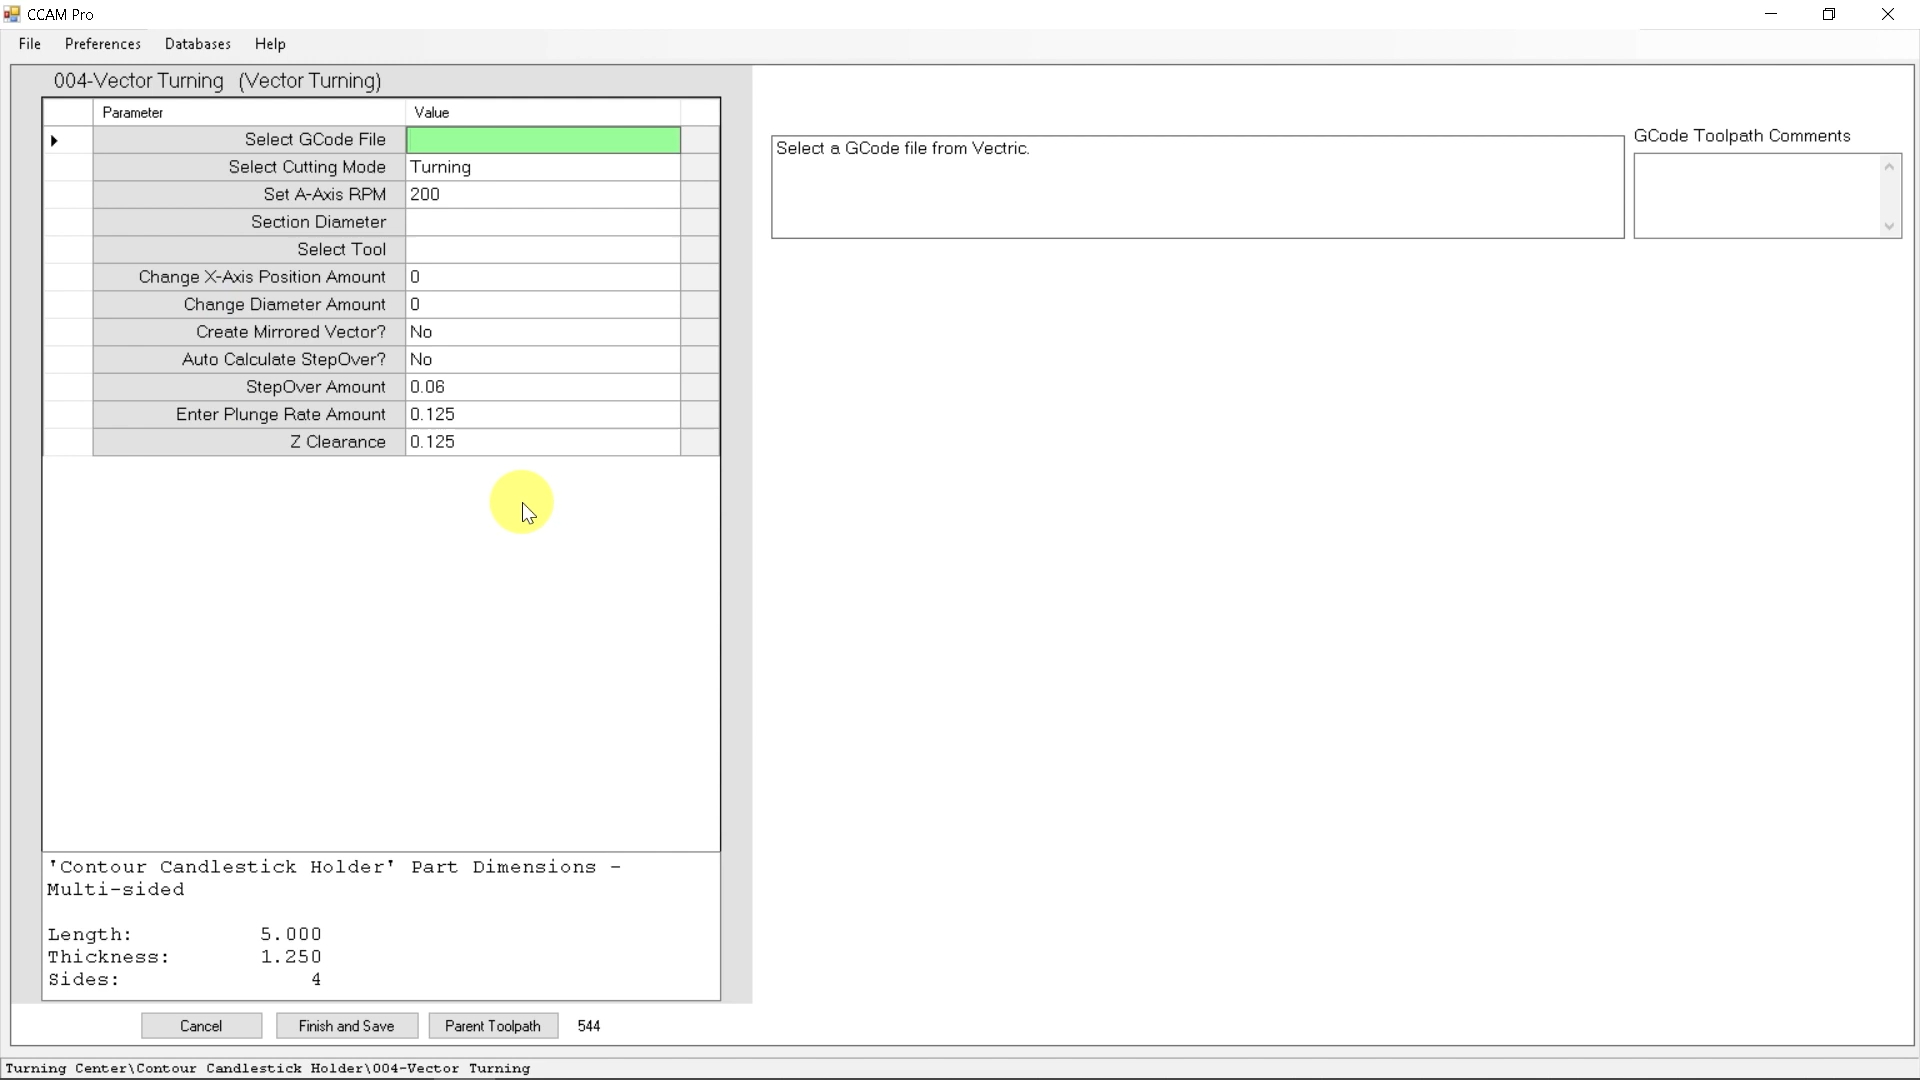 CCAM Pro
File Preferences Databases Help
004-Vector Turning (Vector Turning)
Parameter Value
Select GCode File
Select Cutting Mode Turning
Set A-Axis RPM 200
Section Diameter
Select Tool
Change X-Axis Position Amount 0
Change Diameter Amount 0
Create Mirrored Vector? No
Auto Calculate StepOver? No
StepOver Amount 0.06
Enter Plunge Rate Amount 0.125
Z Clearance 0.125
'Contour Candlestick Holder' Part Dimensions -
Multi-sided
Length: 5.000
Thickness: 1.250
Sides: 4
Cancel Finish and Save Parent Toolpath 544
Select a GCode file from Vectric.
GCode Toolpath Comments
Turning Center\Contour Candlestick Holder\004-Vector Turning